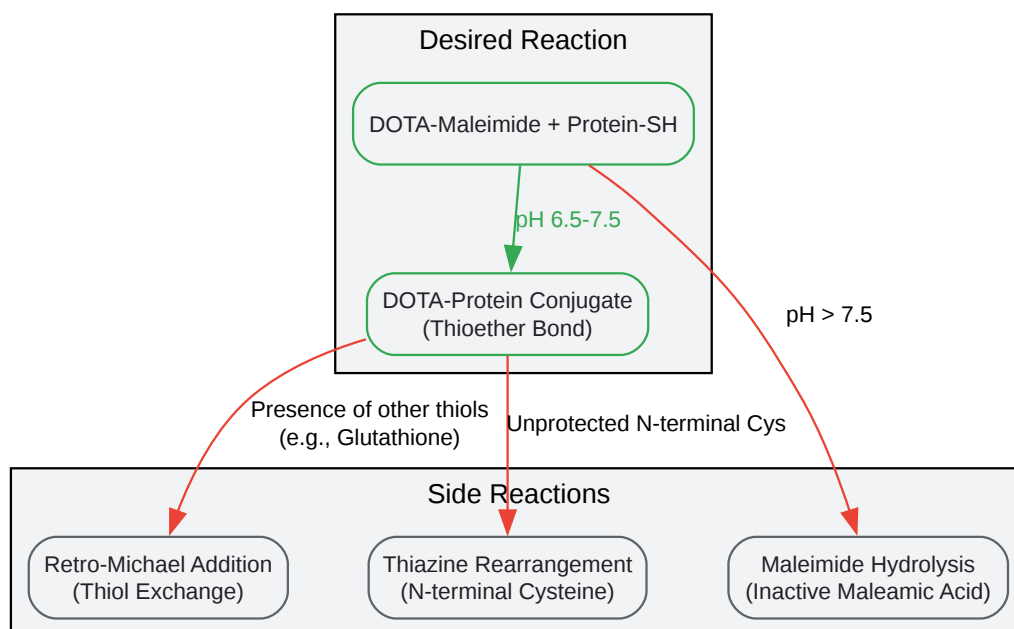 Desired Reaction
DOTA-Maleimide + Protein-SH
pH 6.5-7.5
DOTA-Protein Conjugate
(Thioether Bond)
pH > 7.5
Presence of other thiols
(e.g., Glutathione)
Unprotected N-terminal Cys
Side Reactions
Retro-Michael Addition
(Thiol Exchange)
Thiazine Rearrangement
(N-terminal Cysteine)
Maleimide Hydrolysis
(Inactive Maleamic Acid)